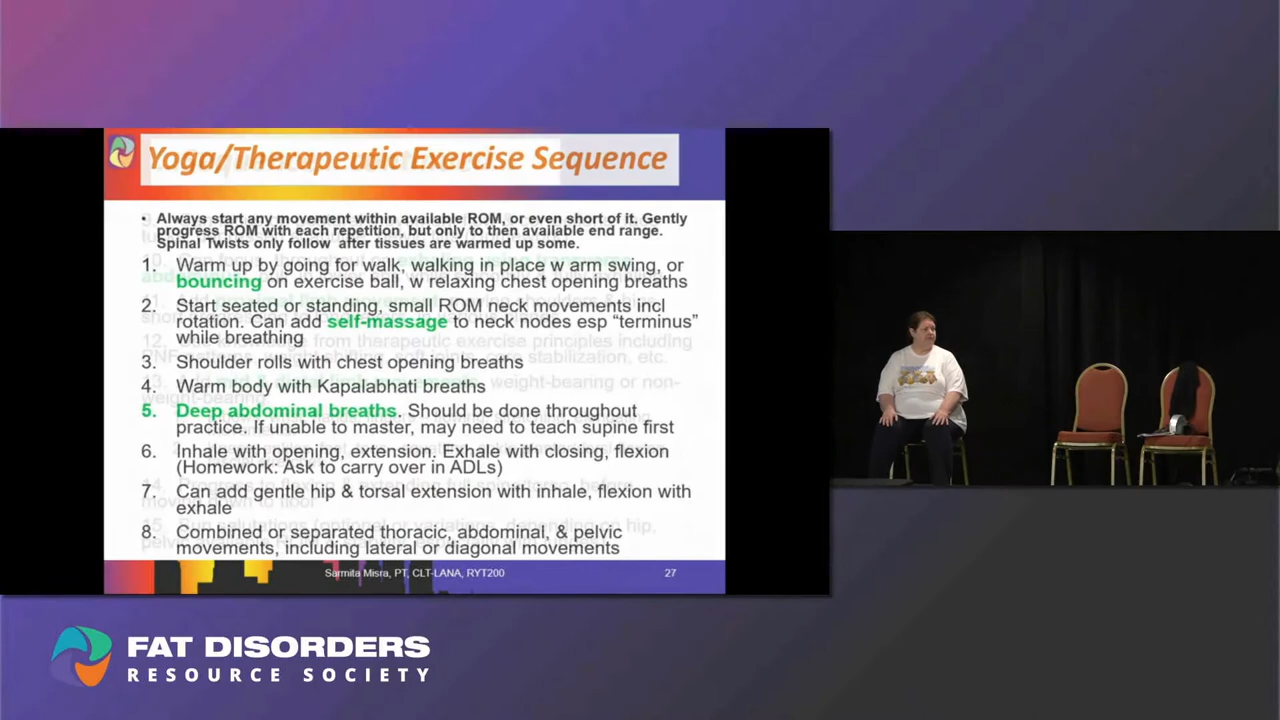 Yoga/Therapeutic Exercise Sequence
• Always start any movement within available ROM, or even short of it. Gently
progress ROM with each repetition, but only to then available end range.
Spinal Twists only follow after tissues are warmed up some.
1. Warm up by going for walk, walking in place w arm swing, or
bouncing on exercise ball, w relaxing chest opening breaths
2. Start seated or standing, small ROM neck movements incl
rotation. Can add self-massage to neck nodes esp “terminus”
while breathing
3. Shoulder rolls with chest opening breaths
4. Warm body with Kapalabhati breaths
5. Deep abdominal breaths. Should be done throughout
practice. If unable to master, may need to teach supine first
6. Inhale with opening, extension. Exhale with closing, flexion
(Homework: Ask to carry over in ADLs)
7. Can add gentle hip & torsal extension with inhale, flexion with
exhale
8. Combined or separated thoracic, abdominal, & pelvic
movements, including lateral or diagonal movements
Sarmita Misra, PT, CLT-LANA, RYT200 27
FAT DISORDERS
RESOURCE SOCIETY